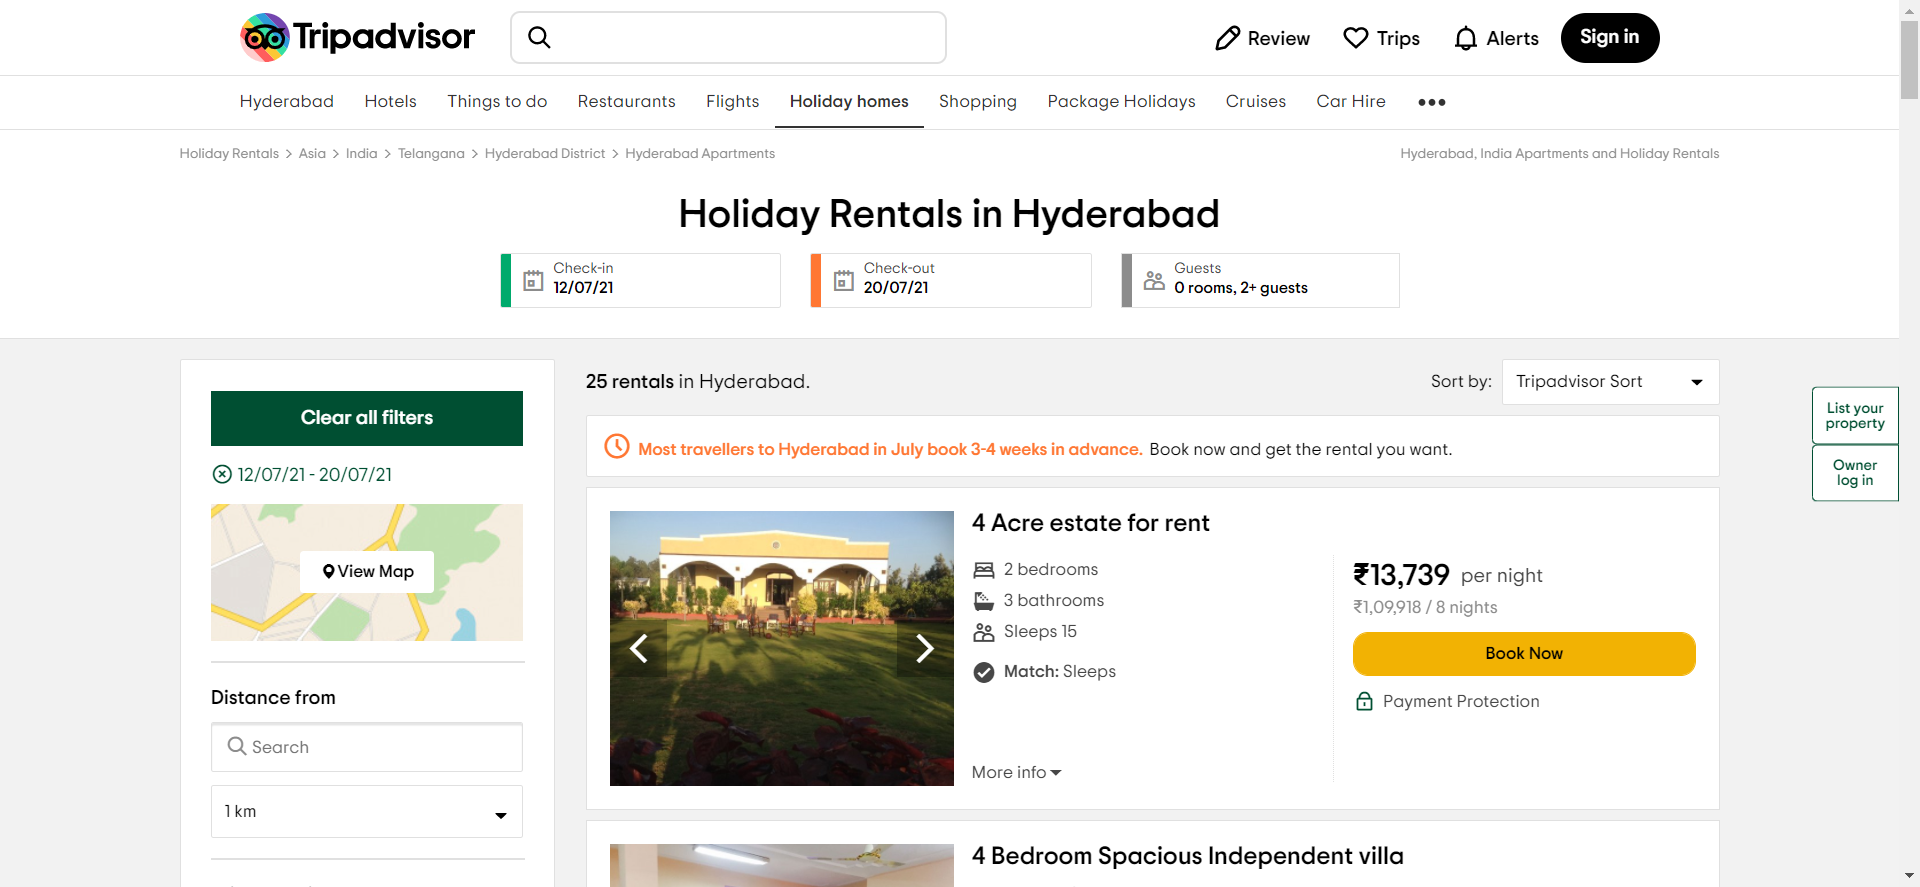 Tripadvisor
Review
Trips
Alerts
Sign in
Hyderabad
Hotels
Things to do
Restaurants
Flights
Holiday homes
Shopping
Package Holidays
Cruises
Car Hire
Holiday Rentals > Asia > India > Telangana > Hyderabad District > Hyderabad Apartments
Hyderabad, India Apartments and Holiday Rentals
Holiday Rentals in Hyderabad
Check-in
12/07/21
Check-out
20/07/21
Guests
0 rooms, 2+ guests
Clear all filters
12/07/21 - 20/07/21
View Map
Distance from
Search
1 km
25 rentals in Hyderabad.
Sort by:
Tripadvisor Sort
Most travellers to Hyderabad in July book 3-4 weeks in advance. Book now and get the rental you want.
4 Acre estate for rent
2 bedrooms
3 bathrooms
Sleeps 15
Match: Sleeps
More info
₹13,739 per night
₹1,09,918 / 8 nights
Book Now
Payment Protection
4 Bedroom Spacious Independent villa
List your
property
Owner
log in